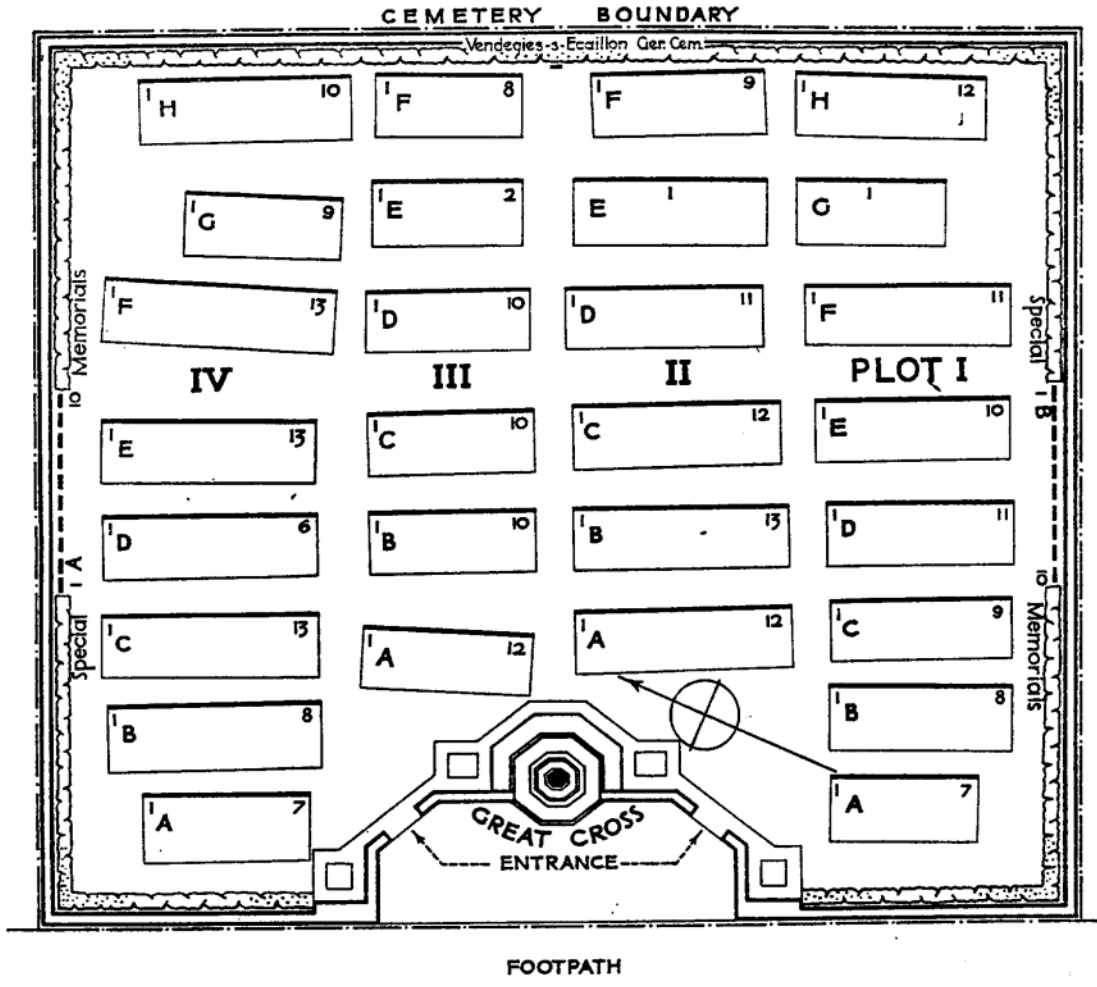 CEMETERY BOUNDARY
Vendegies-s-Ecaillon Ger. Cem.
1 H 10
1 F 8
1 F 9
1 H 12
1 G 9
1 E 2
E 1
G 1
1 F 13
1 D 10
1 D 11
1 F 11
10 Memorials
Special 1 B
IV
III
II
PLOT I
1 E 13
1 C 10
1 C 12
1 E 10
1 D 6
1 B 10
1 B 13
1 D 11
Special 1 A
10 Memorials
1 C 13
1 A 12
1 A 12
1 C 9
1 B 8
1 B 8
1 A 7
1 A 7
GREAT CROSS
ENTRANCE
FOOTPATH